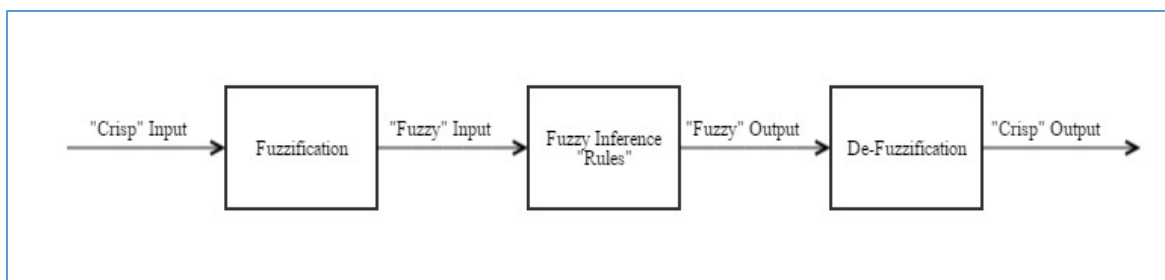 "Crisp" Input
Fuzzification
"Fuzzy" Input
Fuzzy Inference
"Rules"
"Fuzzy" Output
De-Fuzzification
"Crisp" Output